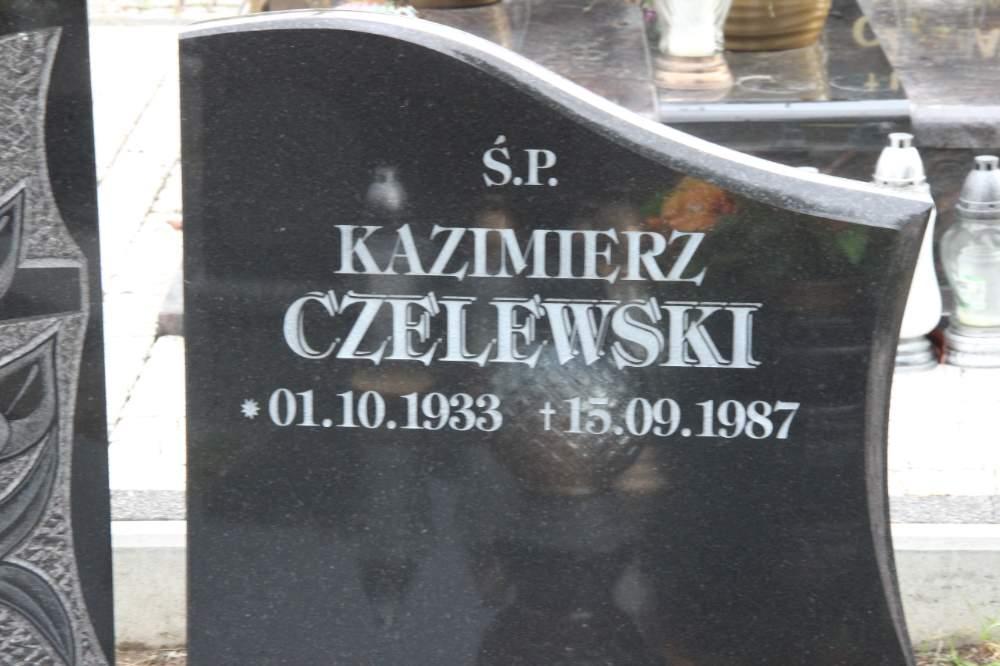 Ś.P.
KAZIMIERZ
CZELEWSKI
*01.10.1933 †15.09.1987